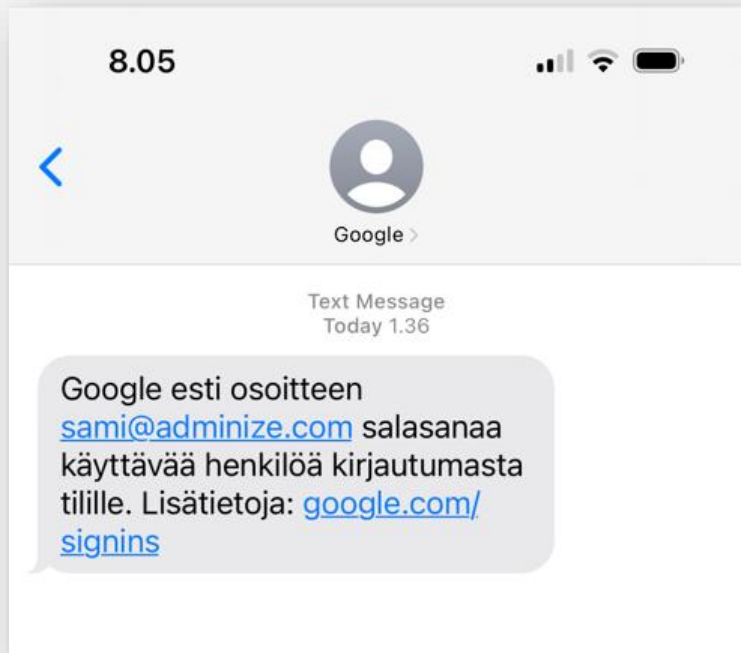 8.05
Google
Text Message
Today 1.36
Google esti osoitteen
sami@adminize.com salasanaa
käyttävää henkilöä kirjautumasta
tilille. Lisätietoja: google.com/
signins